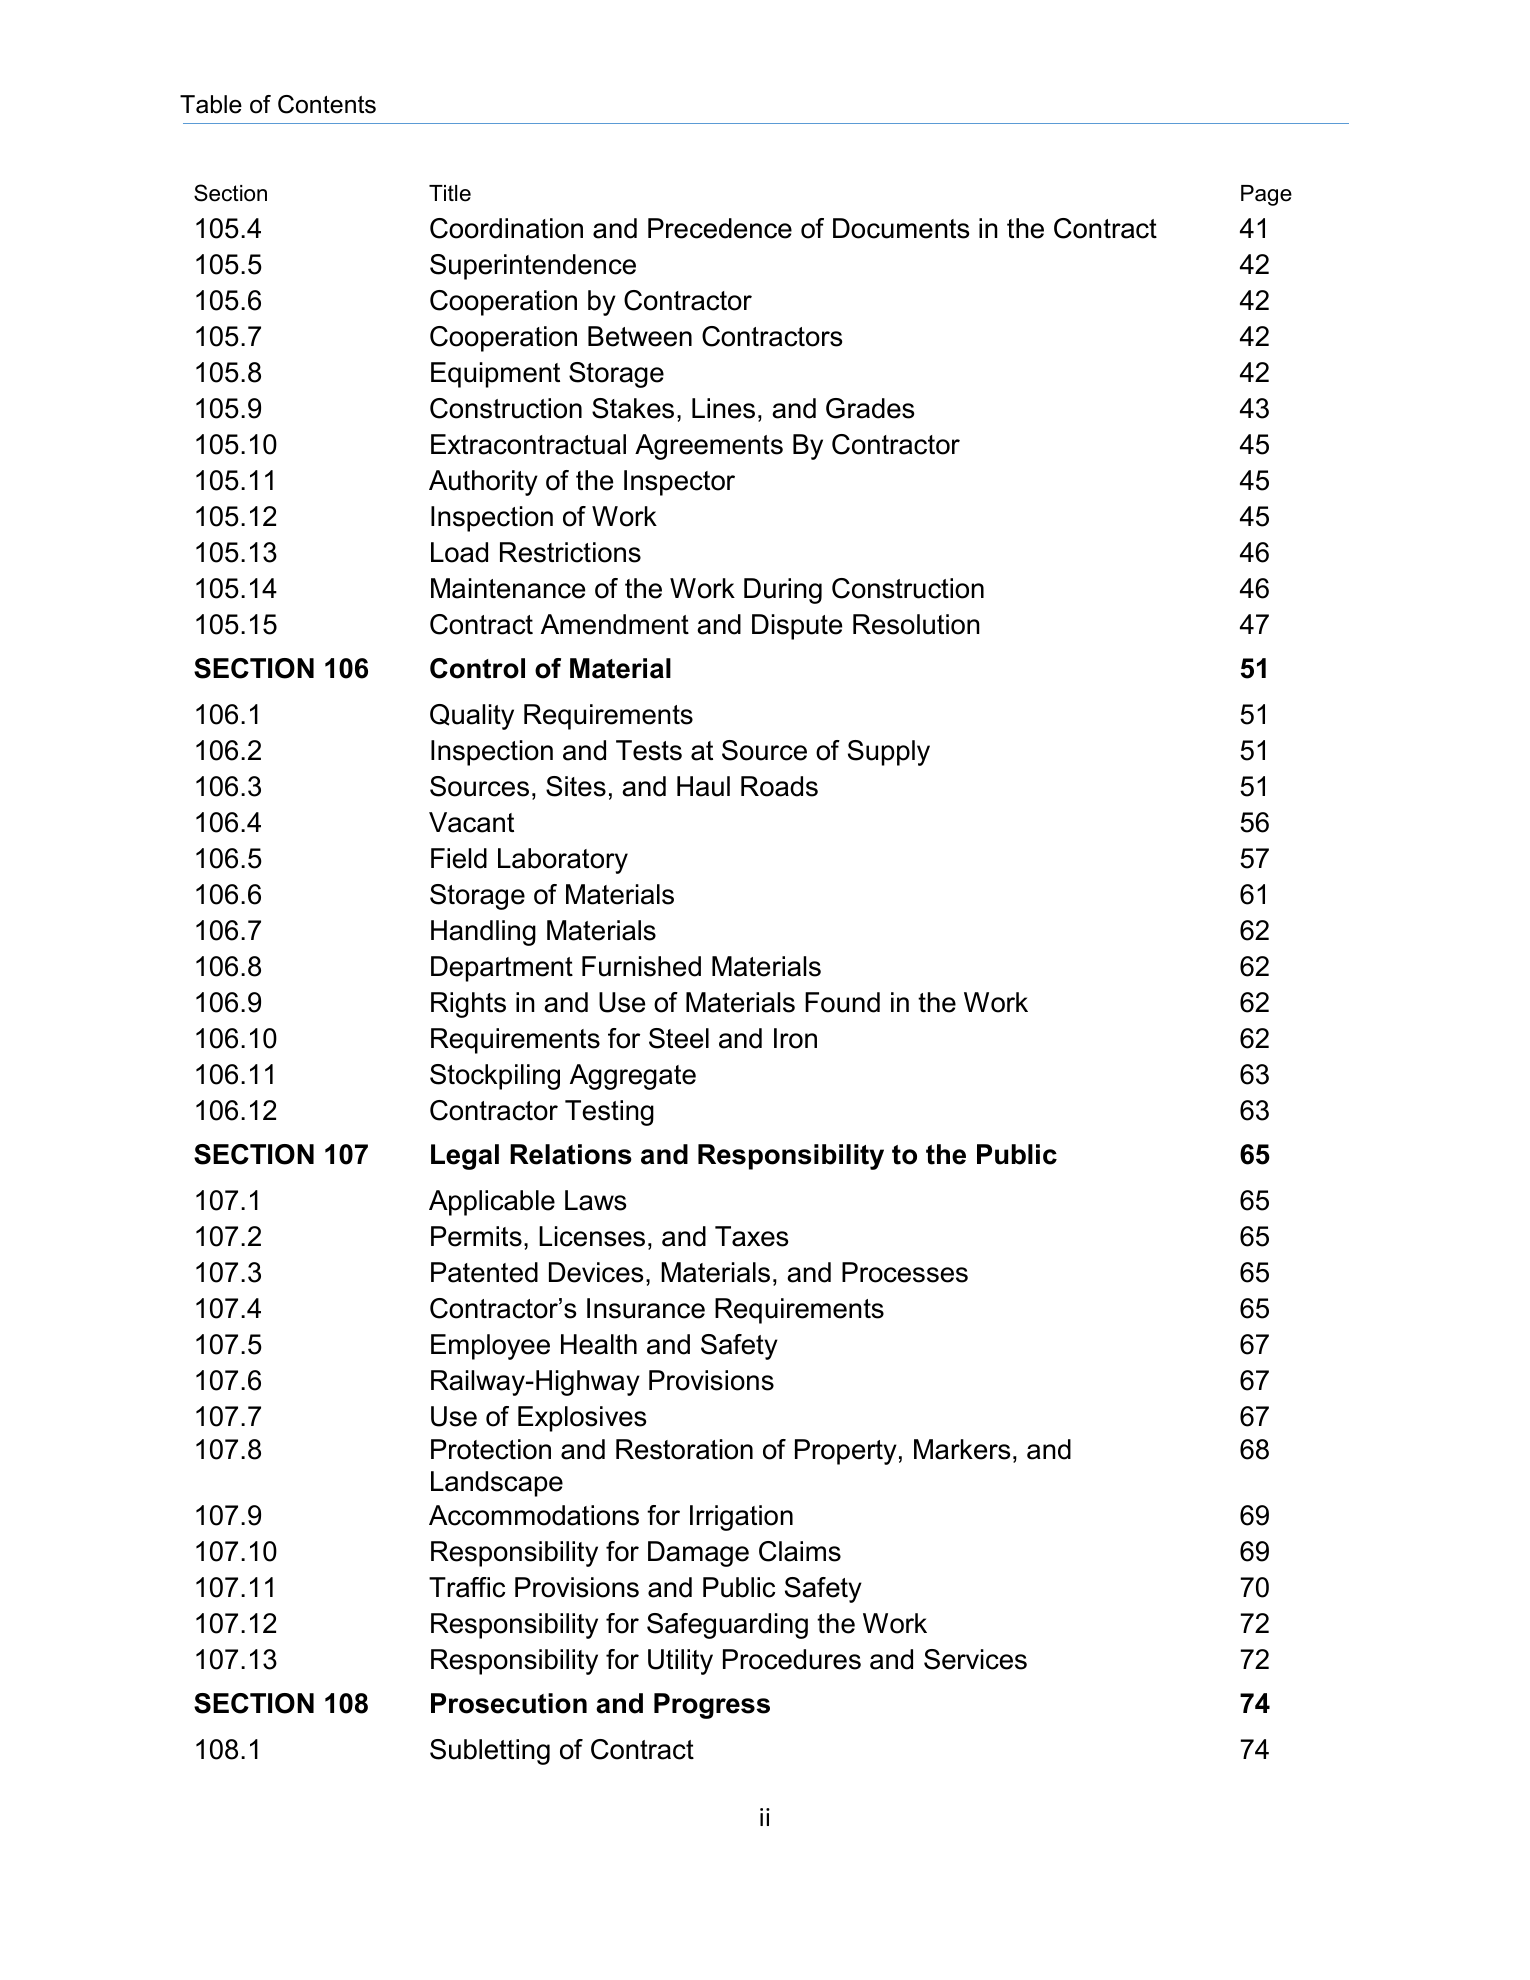 Table of Contents
Section Title Page
105.4 Coordination and Precedence of Documents in the Contract 41
105.5 Superintendence 42
105.6 Cooperation by Contractor 42
105.7 Cooperation Between Contractors 42
105.8 Equipment Storage 42
105.9 Construction Stakes, Lines, and Grades 43
105.10 Extracontractual Agreements By Contractor 45
105.11 Authority of the Inspector 45
105.12 Inspection of Work 45
105.13 Load Restrictions 46
105.14 Maintenance of the Work During Construction 46
105.15 Contract Amendment and Dispute Resolution 47
SECTION 106 Control of Material 51
106.1 Quality Requirements 51
106.2 Inspection and Tests at Source of Supply 51
106.3 Sources, Sites, and Haul Roads 51
106.4 Vacant 56
106.5 Field Laboratory 57
106.6 Storage of Materials 61
106.7 Handling Materials 62
106.8 Department Furnished Materials 62
106.9 Rights in and Use of Materials Found in the Work 62
106.10 Requirements for Steel and Iron 62
106.11 Stockpiling Aggregate 63
106.12 Contractor Testing 63
SECTION 107 Legal Relations and Responsibility to the Public 65
107.1 Applicable Laws 65
107.2 Permits, Licenses, and Taxes 65
107.3 Patented Devices, Materials, and Processes 65
107.4 Contractor’s Insurance Requirements 65
107.5 Employee Health and Safety 67
107.6 Railway-Highway Provisions 67
107.7 Use of Explosives 67
107.8 Protection and Restoration of Property, Markers, and 68
Landscape
107.9 Accommodations for Irrigation 69
107.10 Responsibility for Damage Claims 69
107.11 Traffic Provisions and Public Safety 70
107.12 Responsibility for Safeguarding the Work 72
107.13 Responsibility for Utility Procedures and Services 72
SECTION 108 Prosecution and Progress 74
108.1 Subletting of Contract 74
ii